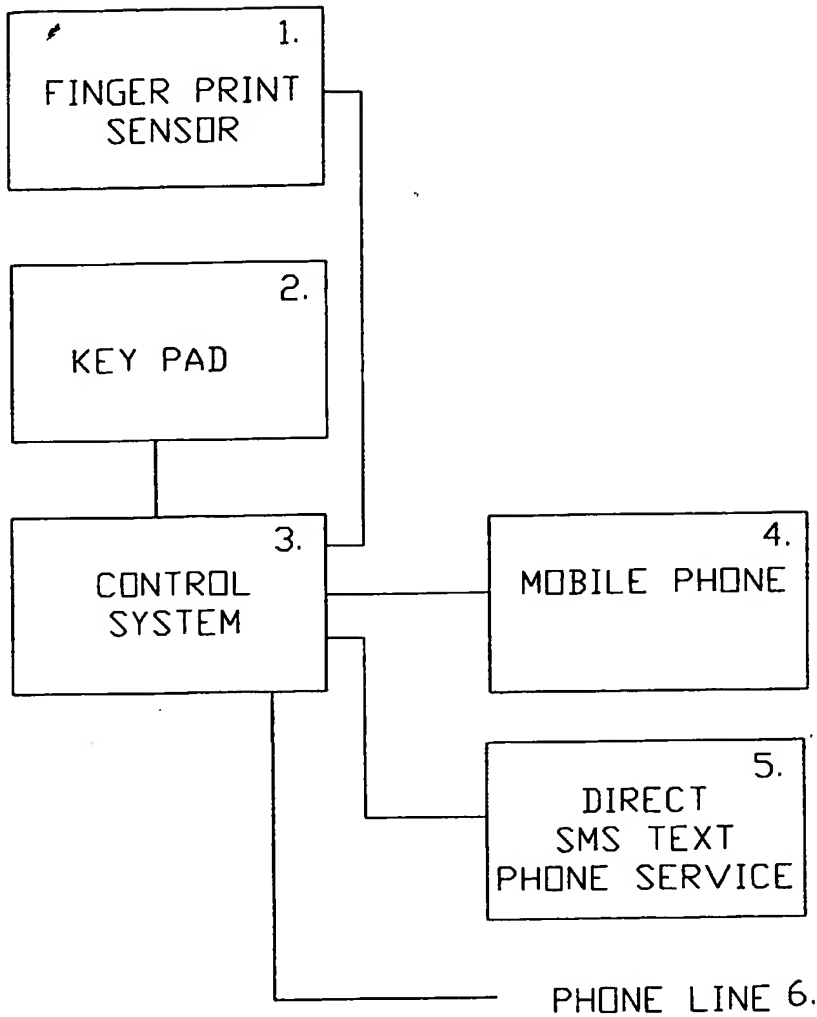 1.
FINGER PRINT
SENSOR
2.
KEY PAD
3.
CONTROL
SYSTEM
4.
MOBILE PHONE
5.
DIRECT
SMS TEXT
PHONE SERVICE
PHONE LINE 6.